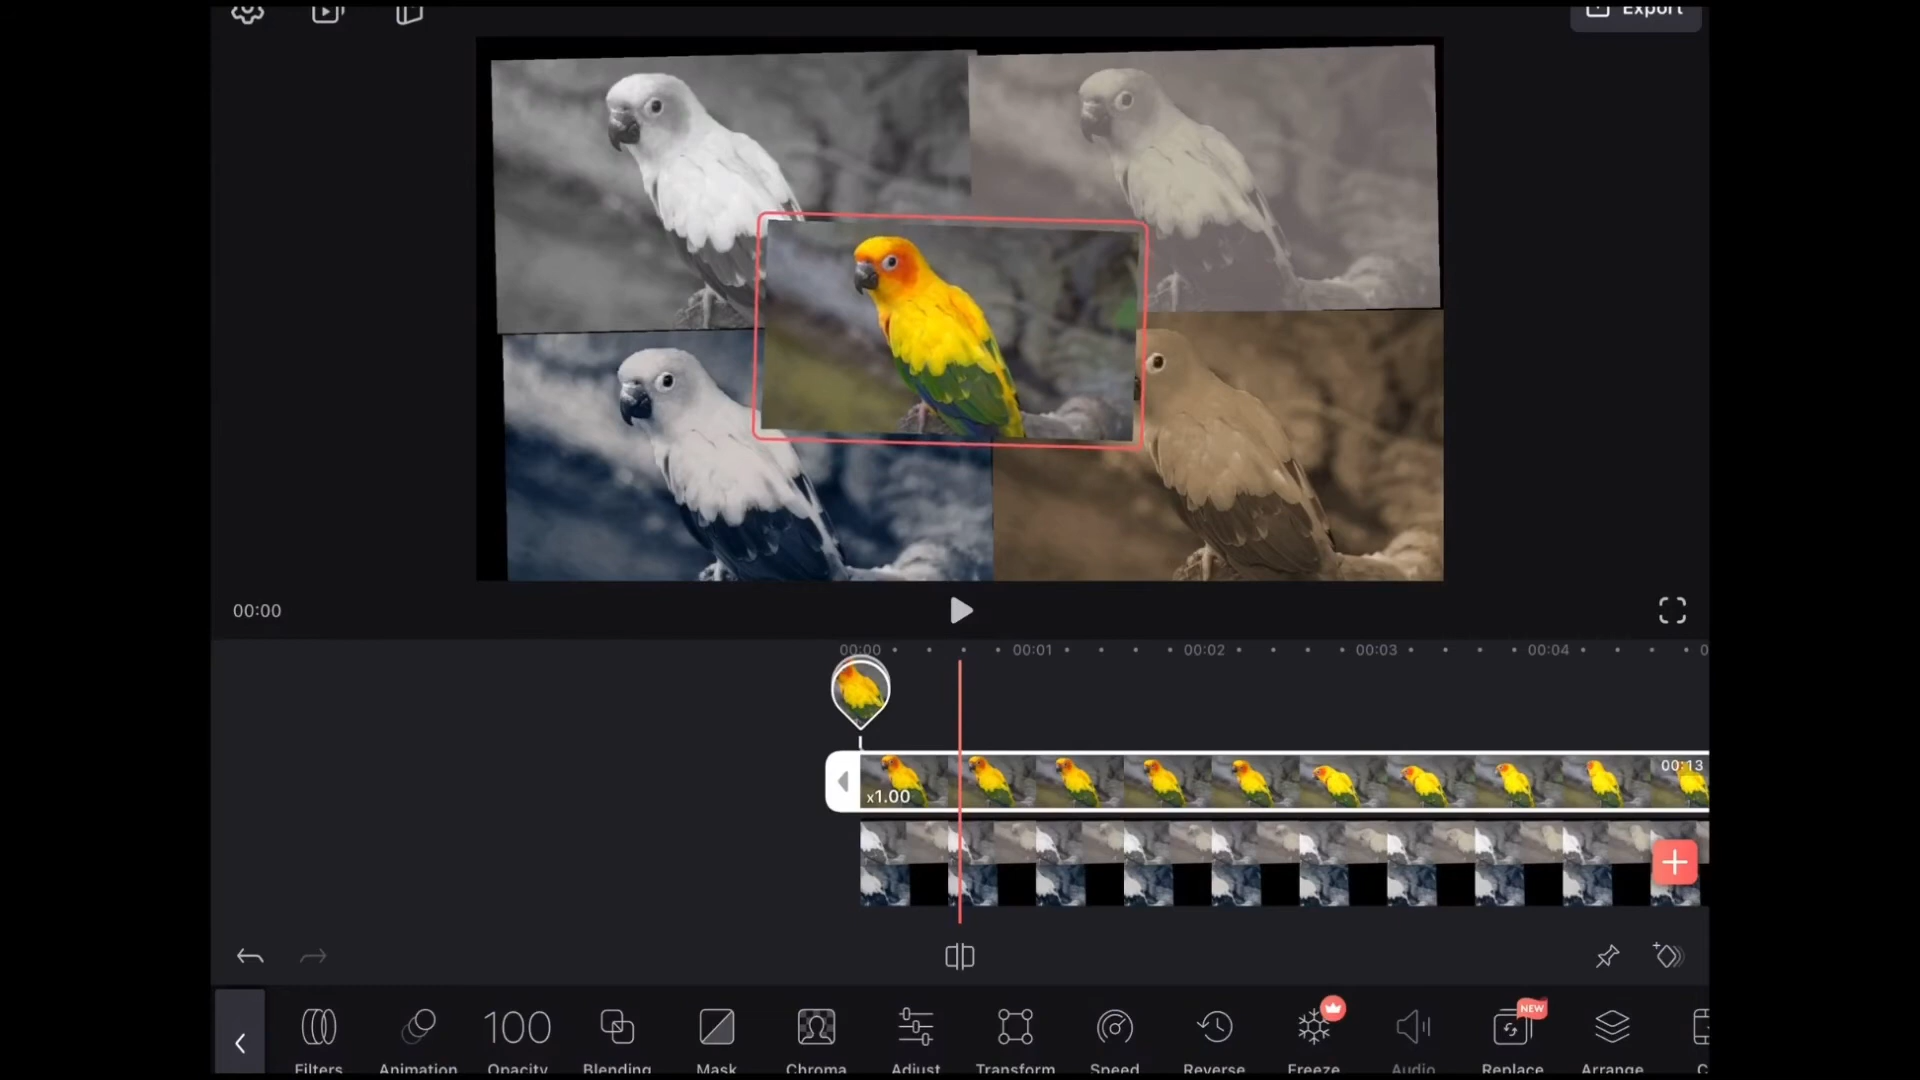 Export
00:00
00:00 00:01 00:02 00:03 00:04 0
00:13
x1.00
100
NEW
Filters Animation Opacity Blending Mask Chroma Adjust Transform Speed Reverse Freeze Audio Replace Arrange C